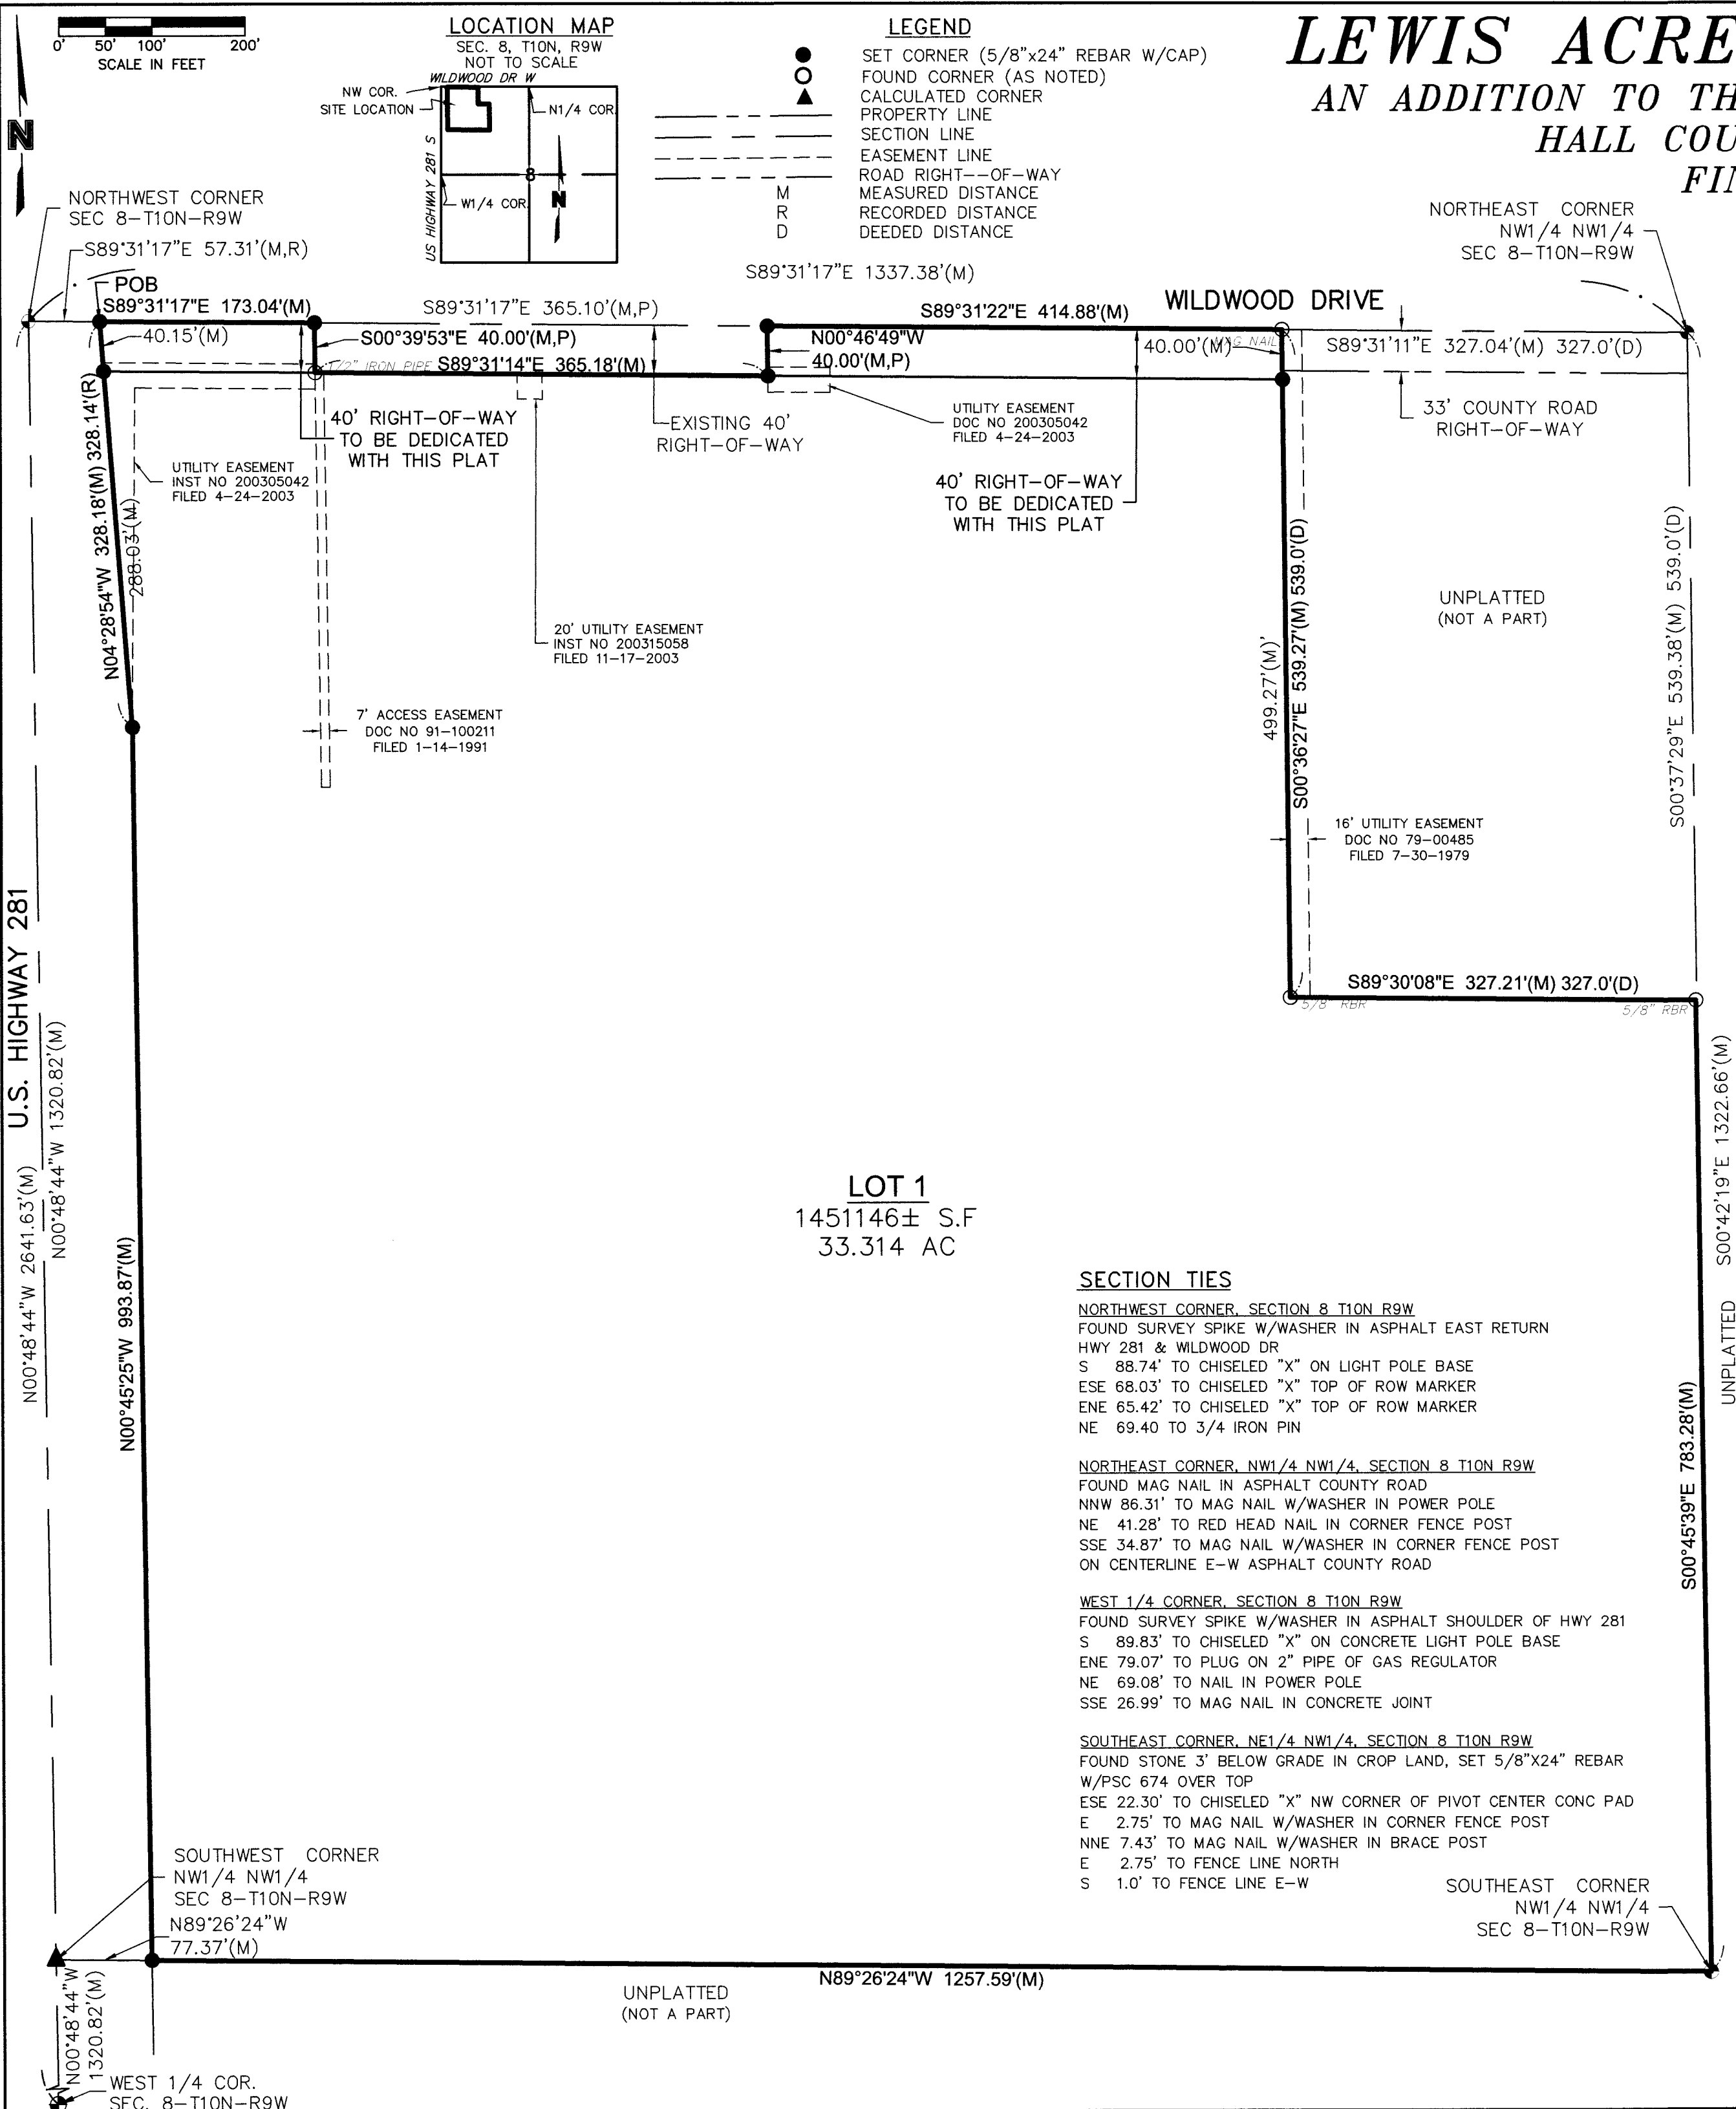 0' 50' 100' 200'
SCALE IN FEET
N
LOCATION MAP
SEC. 8, T10N, R9W
NOT TO SCALE
WILDWOOD DR W
NW COR.
SITE LOCATION
N1/4 COR
US HIGHWAY 281 S
8
W1/4 COR
N
LEGEND
SET CORNER (5/8"x24" REBAR W/CAP)
FOUND CORNER (AS NOTED)
CALCULATED CORNER
PROPERTY LINE
SECTION LINE
EASEMENT LINE
ROAD RIGHT--OF-WAY
M MEASURED DISTANCE
R RECORDED DISTANCE
D DEEDED DISTANCE
LEWIS ACRE
AN ADDITION TO TH
HALL COU
FIN
NORTHWEST CORNER
SEC 8-T10N-R9W
S89°31'17"E 57.31'(M,R)
POB
S89°31'17"E 173.04'(M)
40.15'(M)
S89°31'17"E 1337.38'(M)
S89°31'17"E 365.10'(M,P)
S00°39'53"E 40.00'(M,P)
1/2" IRON PIPE
S89°31'14"E 365.18'(M)
S89°31'22"E 414.88'(M)
N00°46'49"W
40.00'(M,P)
WILDWOOD DRIVE
40.00'(M)
MAG NAIL
NORTHEAST CORNER
NW1/4 NW1/4
SEC 8-T10N-R9W
S89°31'11"E 327.04'(M) 327.0'(D)
33' COUNTY ROAD
RIGHT-OF-WAY
40' RIGHT-OF-WAY
TO BE DEDICATED
WITH THIS PLAT
EXISTING 40'
RIGHT-OF-WAY
UTILITY EASEMENT
DOC NO 200305042
FILED 4-24-2003
40' RIGHT-OF-WAY
TO BE DEDICATED
WITH THIS PLAT
UTILITY EASEMENT
INST NO 200305042
FILED 4-24-2003
N04°28'54"W 328.18'(M) 328.14'(R)
288.03'(M)
20' UTILITY EASEMENT
INST NO 200315058
FILED 11-17-2003
7' ACCESS EASEMENT
DOC NO 91-100211
FILED 1-14-1991
499.27'(M)'
S00°36'27"E 539.27'(M) 539.0'(D)
UNPLATTED
(NOT A PART)
S00°37'29"E 539.38'(M) 539.0'(D)
16' UTILITY EASEMENT
DOC NO 79-00485
FILED 7-30-1979
S89°30'08"E 327.21'(M) 327.0'(D)
5/8" RBR
5/8" RBR
U.S. HIGHWAY 281
N00°48'44"W 2641.63'(M)
N00°48'44"W 1320.82'(M)
N00°45'25"W 993.87'(M)
LOT 1
1451146± S.F
33.314 AC
S00°42'19"E 1322.66'(M)
UNPLATTED
S00°45'39"E 783.28'(M)
SECTION TIES
NORTHWEST CORNER, SECTION 8 T10N R9W
FOUND SURVEY SPIKE W/WASHER IN ASPHALT EAST RETURN
HWY 281 & WILDWOOD DR
S 88.74' TO CHISELED "X" ON LIGHT POLE BASE
ESE 68.03' TO CHISELED "X" TOP OF ROW MARKER
ENE 65.42' TO CHISELED "X" TOP OF ROW MARKER
NE 69.40 TO 3/4 IRON PIN
NORTHEAST CORNER, NW1/4 NW1/4, SECTION 8 T10N R9W
FOUND MAG NAIL IN ASPHALT COUNTY ROAD
NNW 86.31' TO MAG NAIL W/WASHER IN POWER POLE
NE 41.28' TO RED HEAD NAIL IN CORNER FENCE POST
SSE 34.87' TO MAG NAIL W/WASHER IN CORNER FENCE POST
ON CENTERLINE E-W ASPHALT COUNTY ROAD
WEST 1/4 CORNER, SECTION 8 T10N R9W
FOUND SURVEY SPIKE W/WASHER IN ASPHALT SHOULDER OF HWY 281
S 89.83' TO CHISELED "X" ON CONCRETE LIGHT POLE BASE
ENE 79.07' TO PLUG ON 2" PIPE OF GAS REGULATOR
NE 69.08' TO NAIL IN POWER POLE
SSE 26.99' TO MAG NAIL IN CONCRETE JOINT
SOUTHEAST CORNER, NE1/4 NW1/4, SECTION 8 T10N R9W
FOUND STONE 3' BELOW GRADE IN CROP LAND, SET 5/8"X24" REBAR
W/PSC 674 OVER TOP
ESE 22.30' TO CHISELED "X" NW CORNER OF PIVOT CENTER CONC PAD
E 2.75' TO MAG NAIL W/WASHER IN CORNER FENCE POST
NNE 7.43' TO MAG NAIL W/WASHER IN BRACE POST
E 2.75' TO FENCE LINE NORTH
S 1.0' TO FENCE LINE E-W
SOUTHEAST CORNER
NW1/4 NW1/4
SEC 8-T10N-R9W
SOUTHWEST CORNER
NW1/4 NW1/4
SEC 8-T10N-R9W
N89°26'24"W
77.37'(M)
N89°26'24"W 1257.59'(M)
UNPLATTED
(NOT A PART)
N00°48'44"W
1320.82'(M)
WEST 1/4 COR.
SEC. 8-T10N-R9W